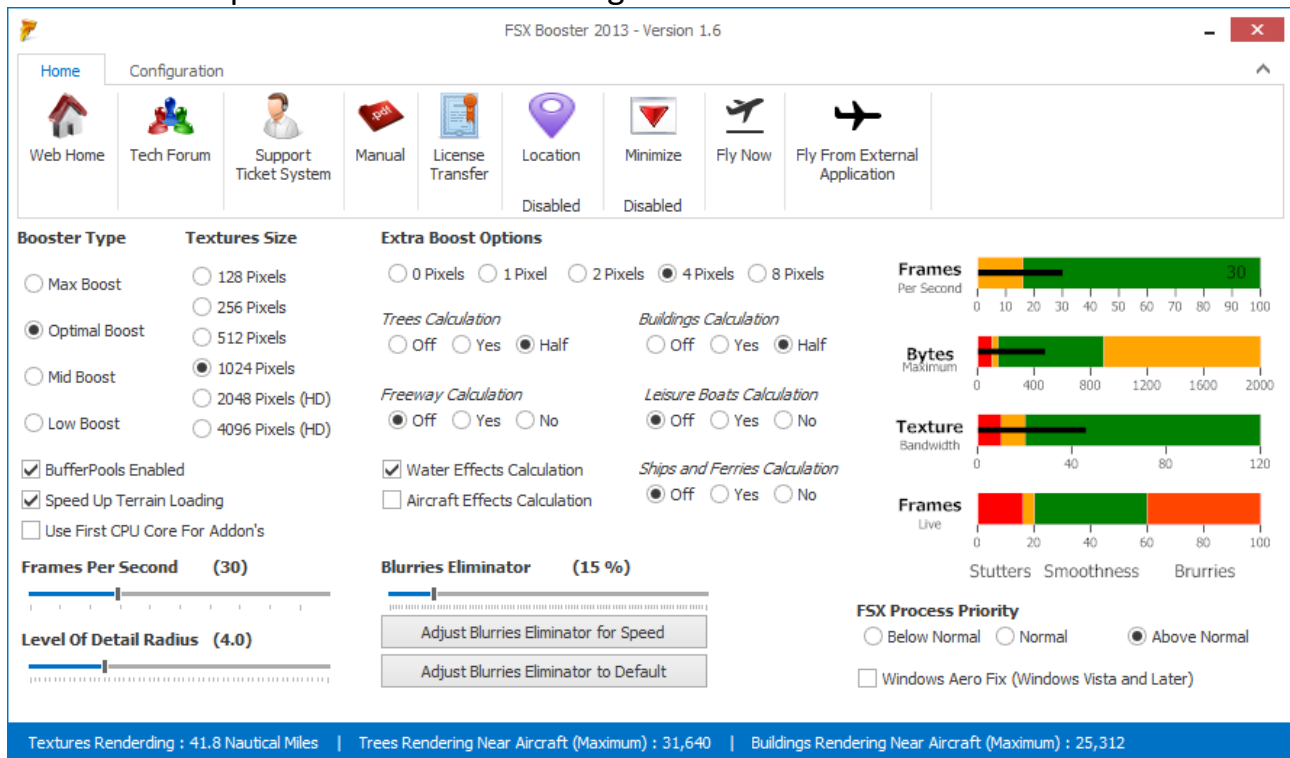 FSX Booster 2013 - Version 1.6
Home Configuration
Web Home Tech Forum Support Ticket System Manual License Transfer Location Minimize Fly Now Fly From External Application
.pdf
Disabled Disabled
Booster Type
Max Boost
Optimal Boost
Mid Boost
Low Boost
Textures Size
128 Pixels
256 Pixels
512 Pixels
1024 Pixels
2048 Pixels (HD)
4096 Pixels (HD)
BufferPools Enabled
Speed Up Terrain Loading
Use First CPU Core For Addon's
Frames Per Second (30)
Level Of Detail Radius (4.0)
Extra Boost Options
0 Pixels 1 Pixel 2 Pixels 4 Pixels 8 Pixels
Trees Calculation Buildings Calculation
Off Yes Half Off Yes Half
Freeway Calculation Leisure Boats Calculation
Off Yes No Off Yes No
Water Effects Calculation Ships and Ferries Calculation
Aircraft Effects Calculation Off Yes No
Blurries Eliminator (15 %)
Adjust Blurries Eliminator for Speed
Adjust Blurries Eliminator to Default
Frames 30
Per Second
0 10 20 30 40 50 60 70 80 90 100
Bytes
Maximum
0 400 800 1200 1600 2000
Texture
Bandwidth
0 40 80 120
Frames
Live
0 20 40 60 80 100
Stutters Smoothness Brurries
FSX Process Priority
Below Normal Normal Above Normal
Windows Aero Fix (Windows Vista and Later)
Textures Renderding : 41.8 Nautical Miles | Trees Rendering Near Aircraft (Maximum) : 31,640 | Buildings Rendering Near Aircraft (Maximum) : 25,312